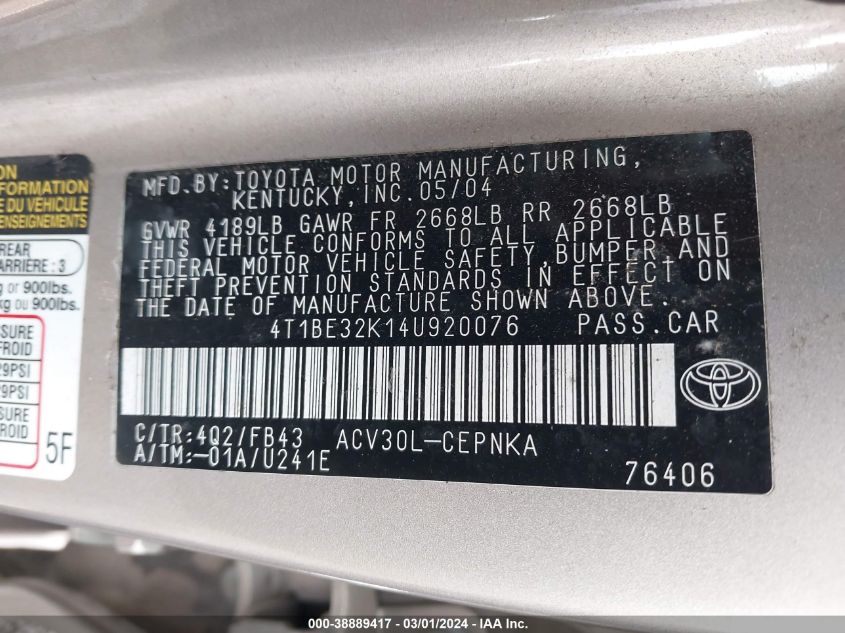 ON
FORMATION
DU VÉHICULE
ENSEIGNEMENTS
REAR
ARRIÈRE : 3
or 900lbs.
kg ou 900lbs.
SURE
FROID
29PSI
29PSI
SURE
FROID
5F
MFD.BY:TOYOTA MOTOR MANUFACTURING,
KENTUCKY,INC.05/04
GVWR 4189LB GAWR FR 2668LB RR 2668LB
THIS VEHICLE CONFORMS TO ALL APPLICABLE
FEDERAL MOTOR VEHICLE SAFETY,BUMPER,AND
THEFT PREVENTION STANDARDS IN EFFECT ON
THE DATE OF MANUFACTURE SHOWN ABOVE.
4T1BE32K14U920076 PASS.CAR
C/TR:4Q2/FB43 ACV30L-CEPNKA
A/TM:-01A/U241E
76406
000-38889417 - 03/01/2024 - IAA Inc.